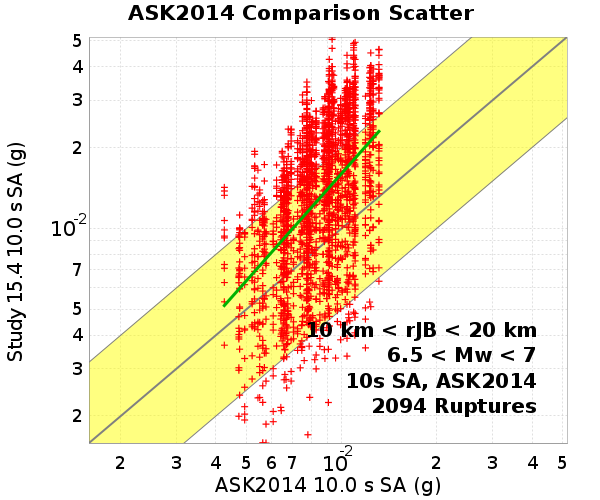 ASK2014 Comparison Scatter
5
4
3
2
10-2
7
5
4
3
2
Study 15.4 10.0 s SA (g)
10 km < rJB < 20 km
6.5 < Mw < 7
10s SA, ASK2014
2094 Ruptures
2 3 4 5 6 7 10-2 2 3 4 5
ASK2014 10.0 s SA (g)